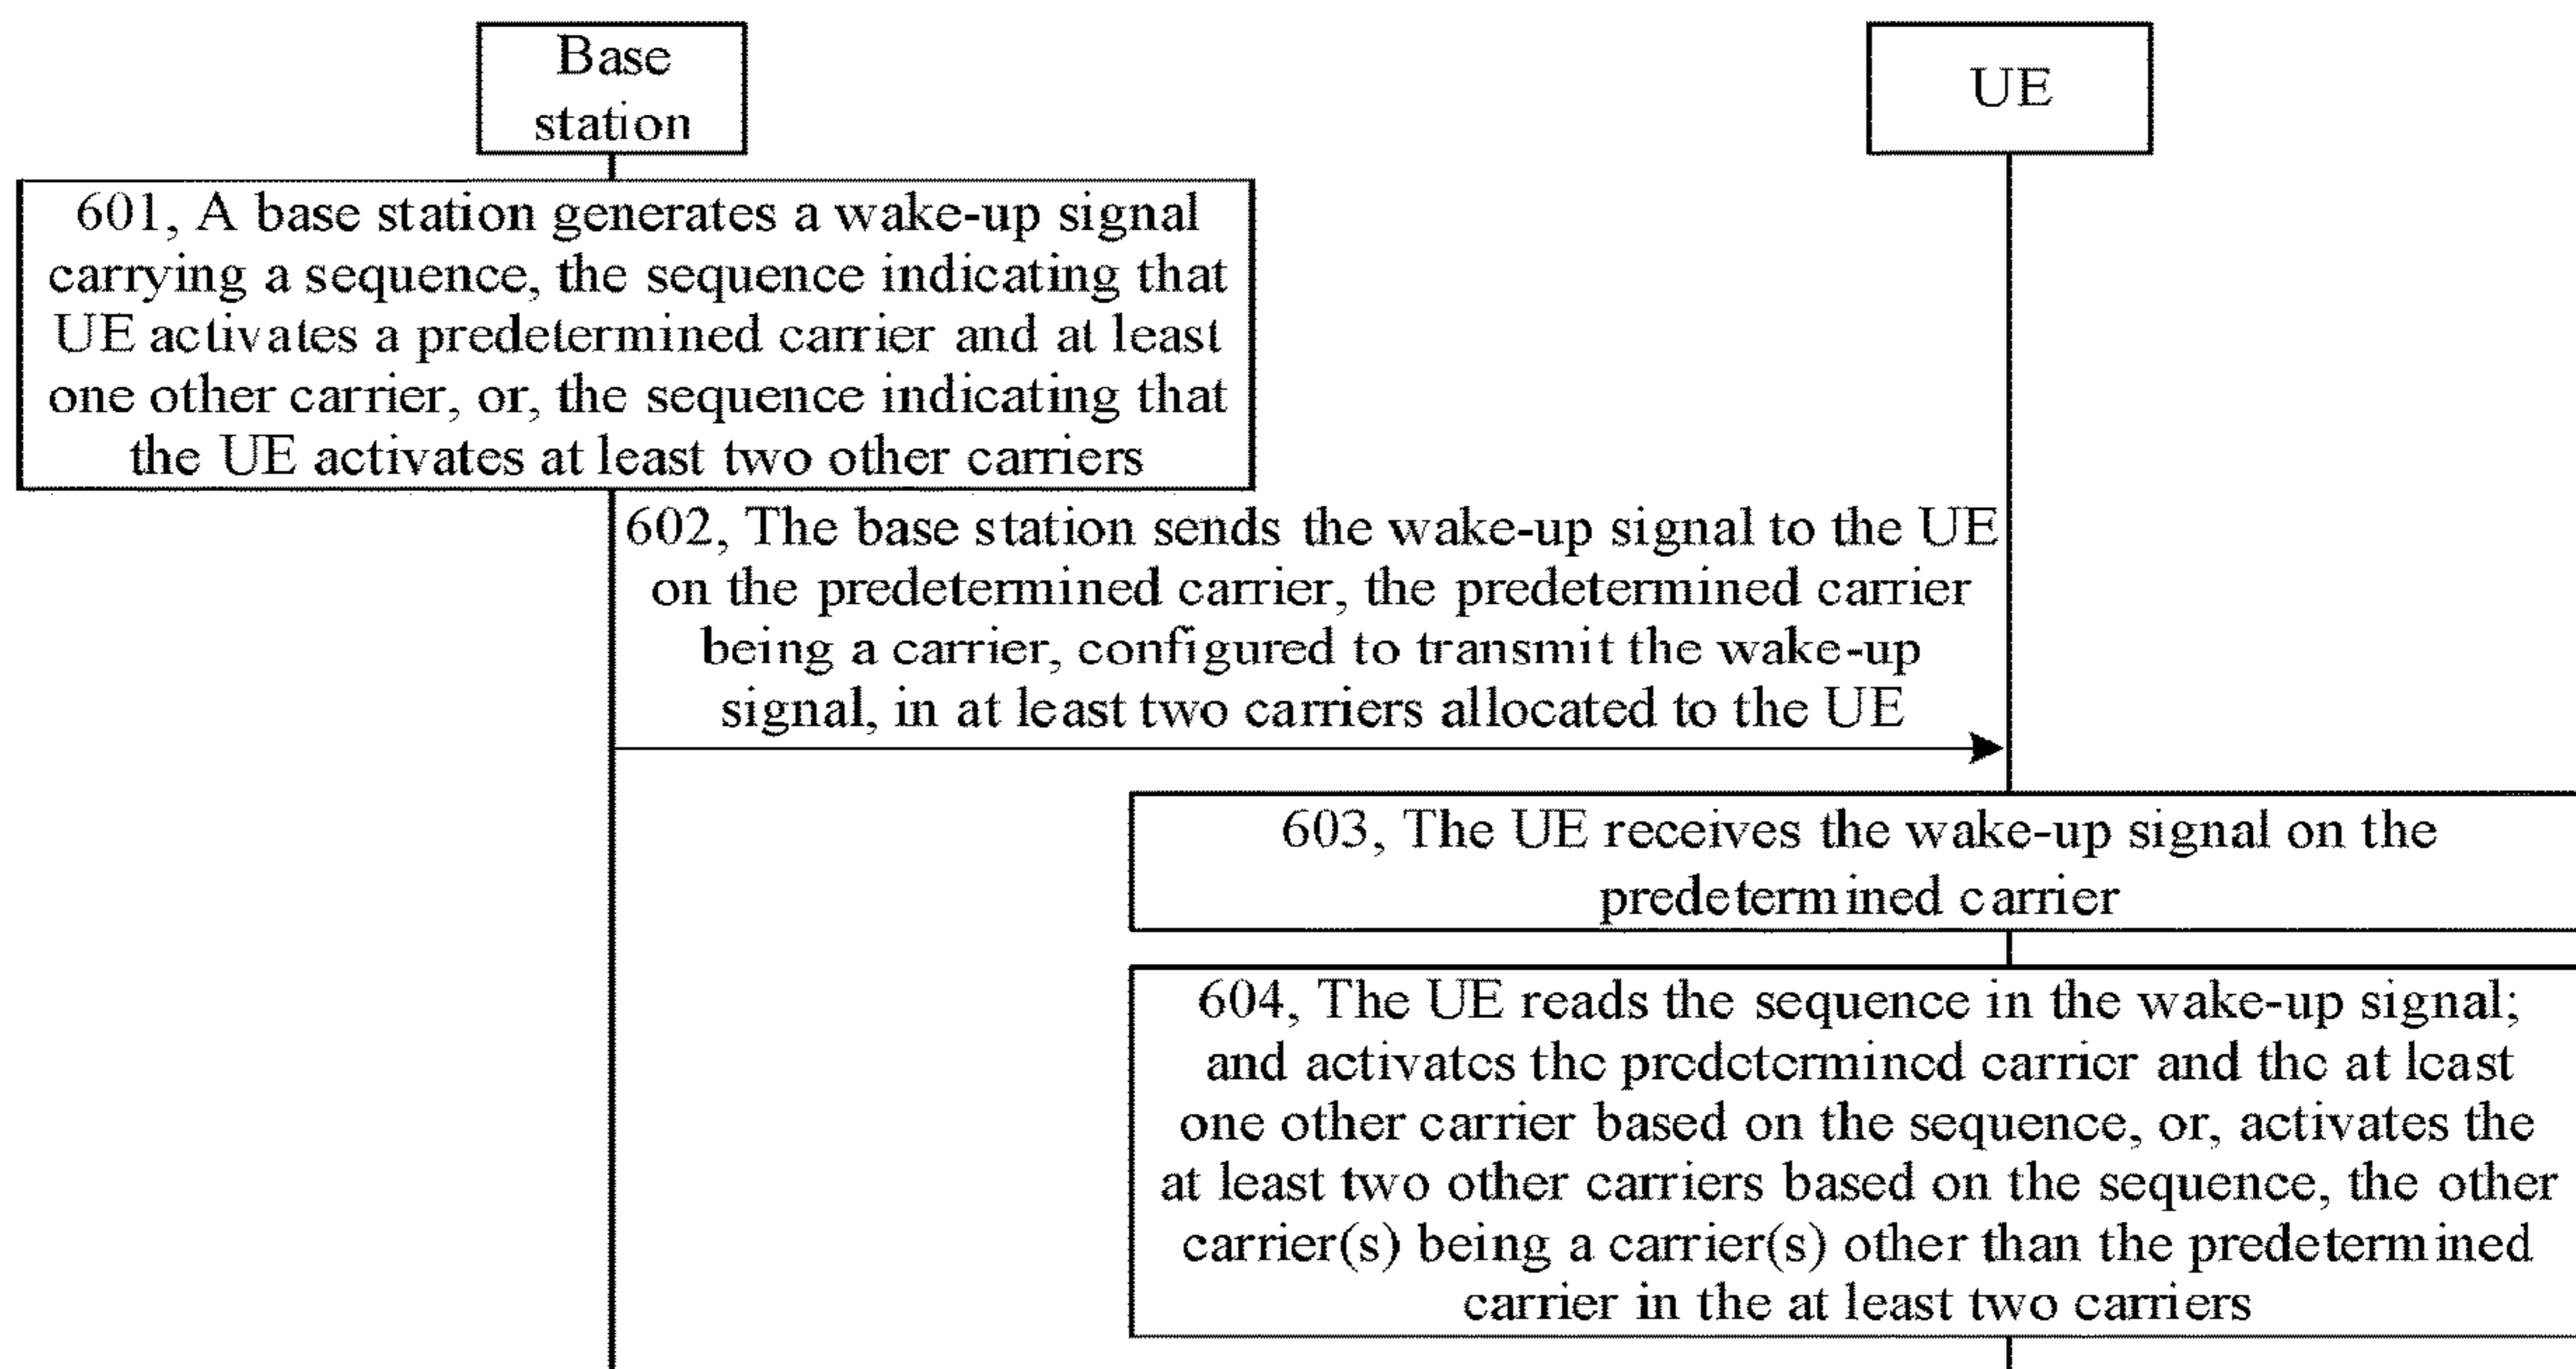 Base
station
UE
601, A base station generates a wake-up signal
carrying a sequence, the sequence indicating that
UE activates a predetermined carrier and at least
one other carrier, or, the sequence indicating that
the UE activates at least two other carriers
602, The base station sends the wake-up signal to the UE
on the predetermined carrier, the predetermined carrier
being a carrier, configured to transmit the wake-up
signal, in at least two carriers allocated to the UE
603, The UE receives the wake-up signal on the
predetermined carrier
604, The UE reads the sequence in the wake-up signal;
and activates the predetermined carrier and the at least
one other carrier based on the sequence, or, activates the
at least two other carriers based on the sequence, the other
carrier(s) being a carrier(s) other than the predetermined
carrier in the at least two carriers